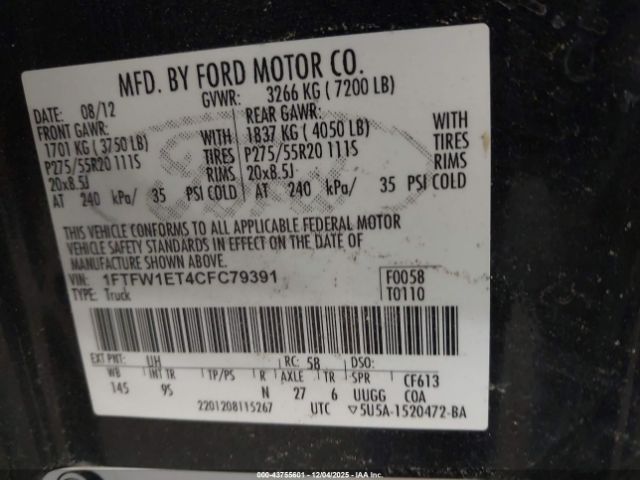 MFD. BY FORD MOTOR CO.
DATE: 08/12 GVWR: 3266 KG ( 7200 LB)
FRONT GAWR: REAR GAWR:
1701 KG ( 3750 LB) WITH 1837 KG ( 4050 LB) WITH
P275/55R20 111S TIRES P275/55R20 111S TIRES
20x8.5J RIMS 20x8.5J RIMS
AT 240 kPa/ 35 PSI COLD AT 240 kPa/ 35 PSI COLD
THIS VEHICLE CONFORMS TO ALL APPLICABLE FEDERAL MOTOR
VEHICLE SAFETY STANDARDS IN EFFECT ON THE DATE OF
MANUFACTURE SHOWN ABOVE.
VIN: 1FTFW1ET4CFC79391 F0058
TYPE: Truck T0110
EXT PNT: UH RC: 58 DSO:
WB INT TR TP/PS R AXLE TR SPR CF613
145 9S N 27 6 UUGG COA
2201208115267 UTC ▽5U5A-1520472-BA
000-43755601 - 12/04/2025 - IAA Inc.